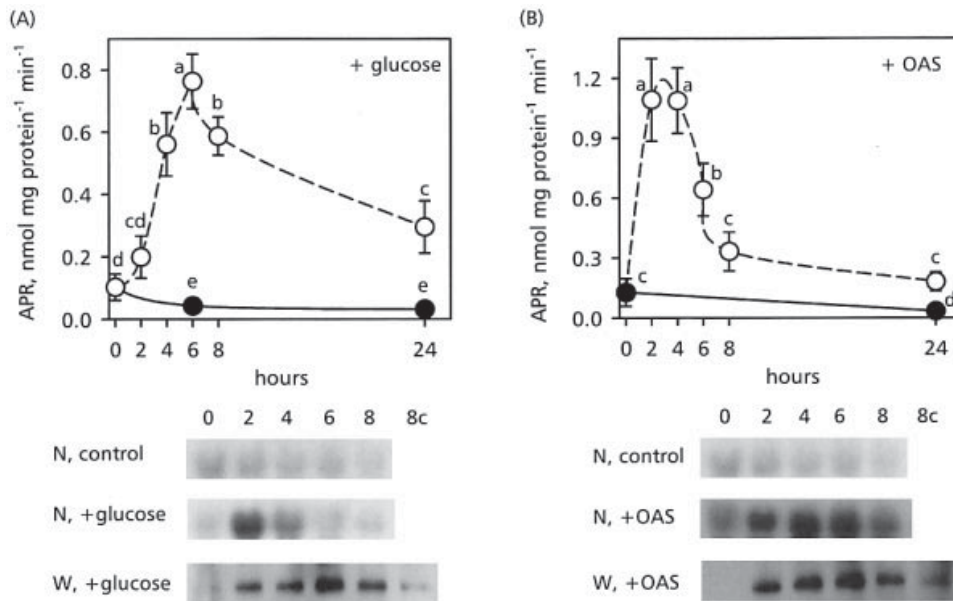 (A)
+ glucose
APR, nmol mg protein⁻¹ min⁻¹
0.8
0.6
0.4
0.2
0.0
a
b
b
cd
d
c
e
e
0 2 4 6 8 24
hours
0 2 4 6 8 8c
N, control
N, +glucose
W, +glucose
(B)
+ OAS
APR, nmol mg protein⁻¹ min⁻¹
1.2
0.9
0.6
0.3
0.0
a
a
b
c
c
c
d
0 2 4 6 8 24
hours
0 2 4 6 8 8c
N, control
N, +OAS
W, +OAS